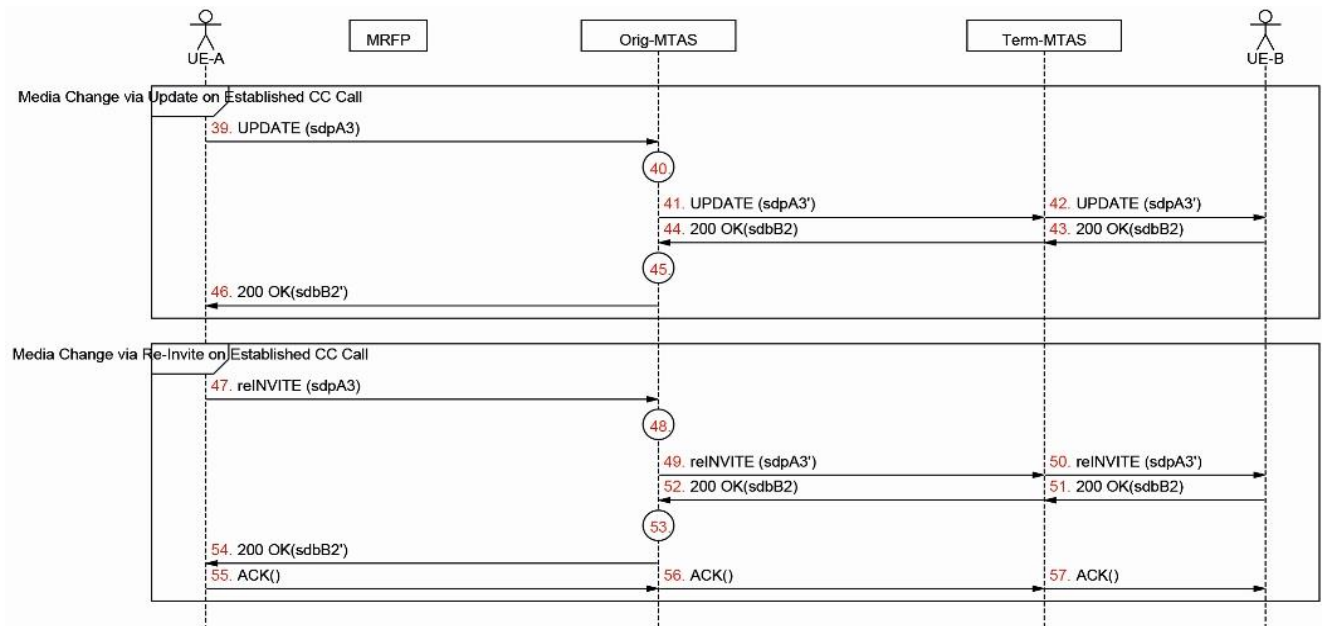 UE-A
MRFP
Orig-MTAS
Term-MTAS
UE-B
Media Change via Update on Established CC Call
39. UPDATE (sdpA3)
40.
41. UPDATE (sdpA3')
42. UPDATE (sdpA3')
44. 200 OK(sdbB2)
43. 200 OK(sdbB2)
45.
46. 200 OK(sdbB2')
Media Change via Re-Invite on Established CC Call
47. reINVITE (sdpA3)
48.
49. reINVITE (sdpA3')
50. reINVITE (sdpA3')
52. 200 OK(sdbB2)
51. 200 OK(sdbB2)
53.
54. 200 OK(sdbB2')
55. ACK()
56. ACK()
57. ACK()